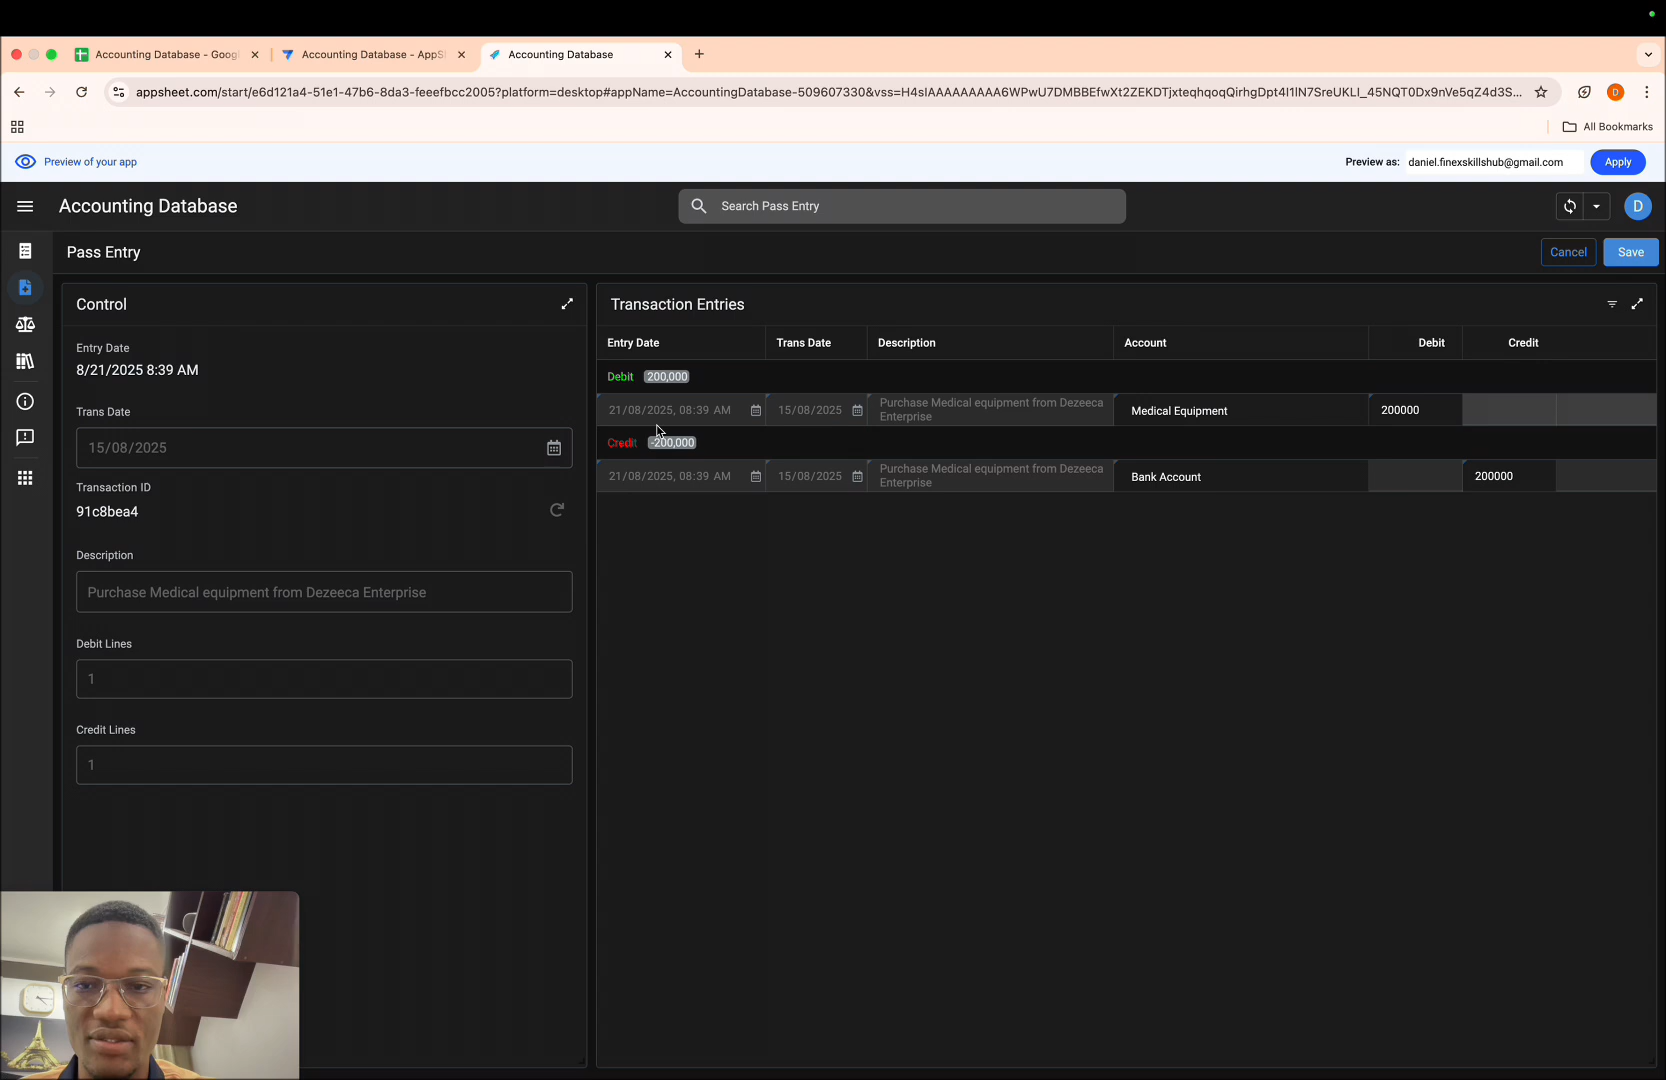 Accounting Database - Googl
Accounting Database - AppS
Accounting Database
appsheet.com/start/e6d121a4-51e1-47b6-8da3-feeefbcc2005?platform=desktop#appName=AccountingDatabase-509607330&vss=H4sIAAAAAAAAA6WPwU7DMBBEfwXt2ZEKDTjxteqhqoqQirhgDpt4I1lN7SreUKLI_45NQT0Dx9nVe5qZ4d3S...
D
All Bookmarks
Preview of your app
Preview as: daniel.finexskillshub@gmail.com
Apply
Accounting Database
Search Pass Entry
D
Pass Entry
Cancel
Save
Control
Entry Date
8/21/2025 8:39 AM
Trans Date
15/08/2025
Transaction ID
91c8bea4
Description
Purchase Medical equipment from Dezeeca Enterprise
Debit Lines
1
Credit Lines
1
Transaction Entries
Entry Date Trans Date Description Account Debit Credit
Debit 200,000
21/08/2025, 08:39 AM 15/08/2025 Purchase Medical equipment from Dezeeca Enterprise Medical Equipment 200000
Credit -200,000
21/08/2025, 08:39 AM 15/08/2025 Purchase Medical equipment from Dezeeca Enterprise Bank Account 200000